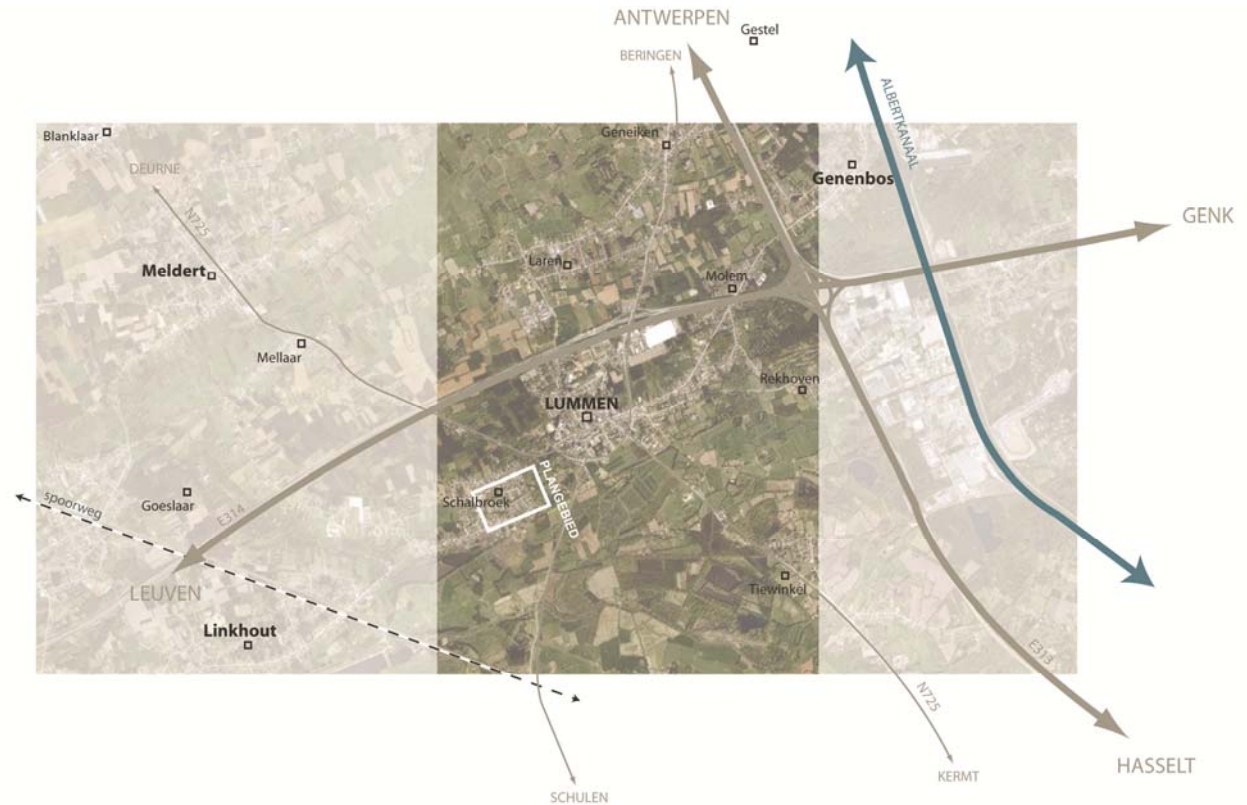 ANTWERPEN
Gestel
BERINGEN
ALBERTKANAAL
Blanklaar
Geneiken
DEURNE
Genenbos
N725
GENK
Meldert
Laren
Molem
Mellaar
Rekhoven
LUMMEN
PLANGEBIED
Schalbroek
Goeslaar
spoorweg
E314
LEUVEN
Tiewinkel
Linkhout
E313
N725
HASSELT
KERMT
SCHULEN